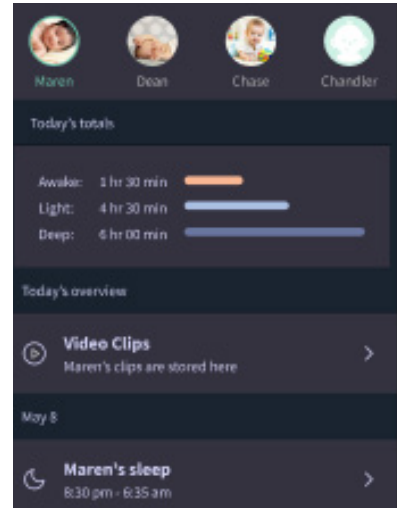 Maren Dean Chase Chandler
Today's totals
Awake: 1 hr 30 min
Light: 4 hr 30 min
Deep: 6 hr 00 min
Today's overview
Video Clips
Maren's clips are stored here
May 8
Maren's sleep
8:30 pm - 6:35 am